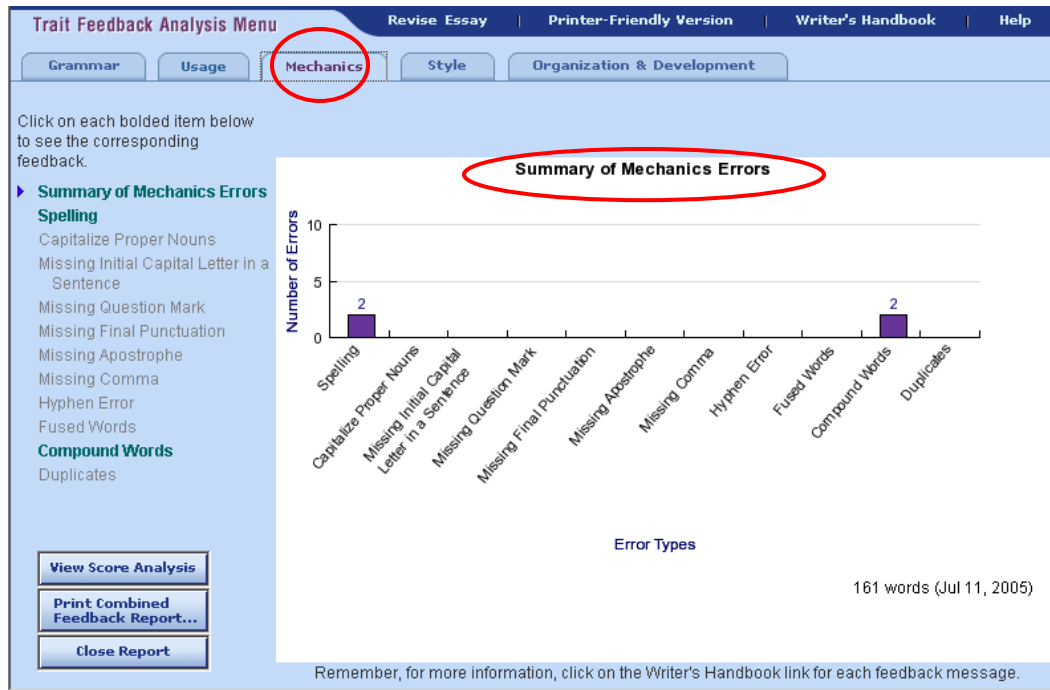 Trait Feedback Analysis Menu
Revise Essay | Printer-Friendly Version | Writer's Handbook | Help
Grammar
Usage
Mechanics
Style
Organization & Development
Click on each bolded item below
to see the corresponding
feedback.
Summary of Mechanics Errors
Spelling
Capitalize Proper Nouns
Missing Initial Capital Letter in a
Sentence
Missing Question Mark
Missing Final Punctuation
Missing Apostrophe
Missing Comma
Hyphen Error
Fused Words
Compound Words
Duplicates
View Score Analysis
Print Combined
Feedback Report...
Close Report
Summary of Mechanics Errors
Number of Errors
10
5
0
2
2
Spelling
Capitalize Proper Nouns
Missing Initial Capital
Letter in a Sentence
Missing Question Mark
Missing Final Punctuation
Missing Apostrophe
Missing Comma
Hyphen Error
Fused Words
Compound Words
Duplicates
Error Types
161 words (Jul 11, 2005)
Remember, for more information, click on the Writer's Handbook link for each feedback message.